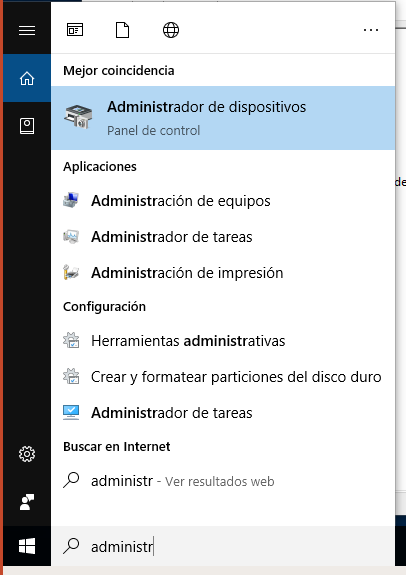 Mejor coincidencia
Administrador de dispositivos
Panel de control
Aplicaciones
Administración de equipos
Administrador de tareas
Administración de impresión
Configuración
Herramientas administrativas
Crear y formatear particiones del disco duro
Administrador de tareas
Buscar en Internet
administr - Ver resultados web
administr
de